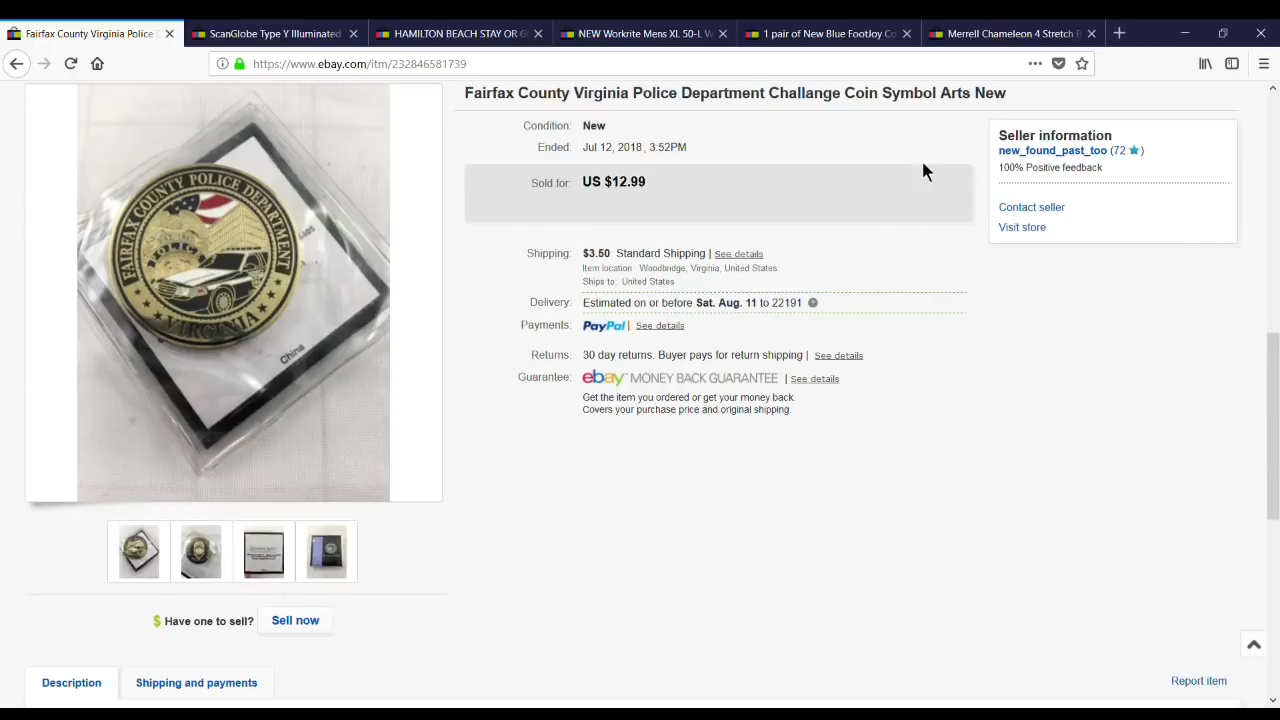 Fairfax County Virginia Police
ScanGlobe Type Y Illuminated
HAMILTON BEACH STAY OR G
NEW Workrite Mens XL 50-L W
1 pair of New Blue FootJoy Co
Merrell Chameleon 4 Stretch B
https://www.ebay.com/itm/232846581739
Fairfax County Virginia Police Department Challange Coin Symbol Arts New
Condition: New
Ended: Jul 12, 2018 , 3:52PM
Sold for: US $12.99
Seller information
new_found_past_too (72)
100% Positive feedback
Contact seller
Visit store
Shipping: $3.50 Standard Shipping | See details
Item location Woodbridge, Virginia, United States
Ships to: United States
Delivery: Estimated on or before Sat. Aug. 11 to 22191
Payments: PayPal | See details
Returns: 30 day returns. Buyer pays for return shipping | See details
Guarantee: ebay MONEY BACK GUARANTEE | See details
Get the item you ordered or get your money back.
Covers your purchase price and original shipping.
FAIRFAX COUNTY POLICE DEPARTMENT
POLICE
VIRGINIA
China
$ Have one to sell? Sell now
Description
Shipping and payments
Report item